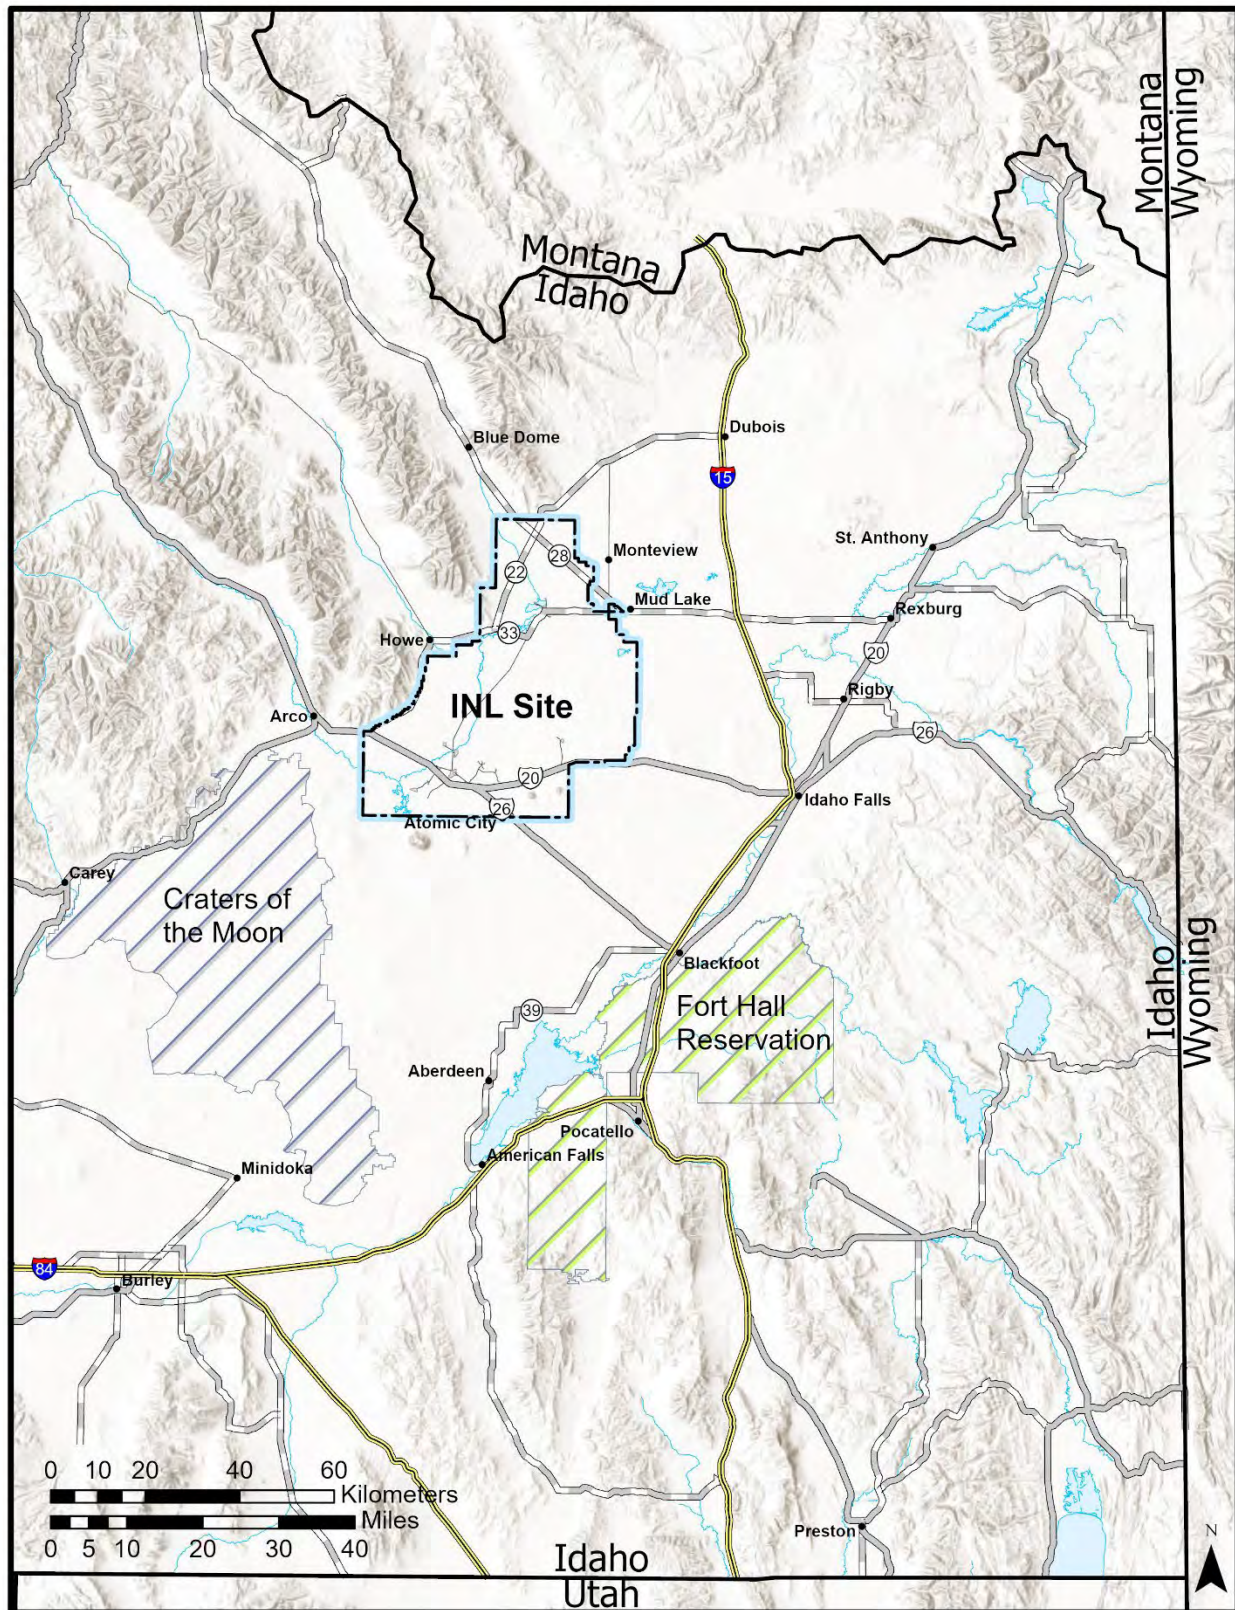 Montana
Wyoming
Montana
Idaho
Dubois
Blue Dome
15
St. Anthony
Monteview
28
22
Mud Lake
Rexburg
33
Howe
20
Rigby
INL Site
Arco
26
20
Idaho Falls
26
Atomic City
Carey
Craters of
the Moon
Idaho
Wyoming
Blackfoot
Fort Hall
Reservation
39
Aberdeen
Pocatello
American Falls
Minidoka
84
Burley
0 10 20 40 60
Kilometers
Miles
0 5 10 20 30 40
Preston
N
Idaho
Utah